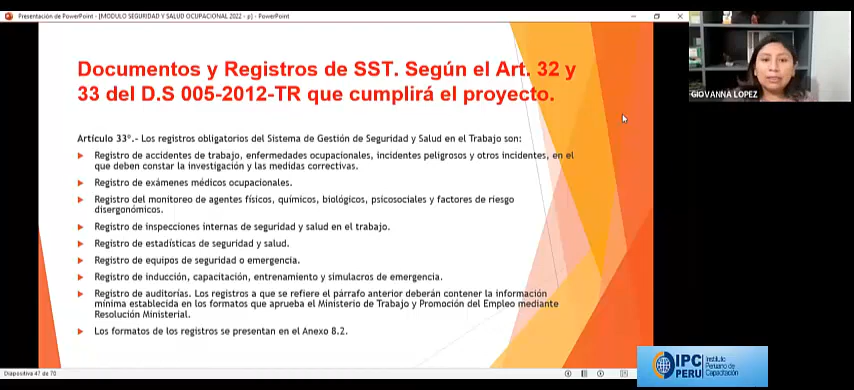 Presentación de PowerPoint - [MODULO SEGURIDAD Y SALUD OCUPACIONAL 2022 - p] - PowerPoint
GIOVANNA LOPEZ
Documentos y Registros de SST. Según el Art. 32 y
33 del D.S 005-2012-TR que cumplirá el proyecto.
Artículo 33°.- Los registros obligatorios del Sistema de Gestión de Seguridad y Salud en el Trabajo son:
Registro de accidentes de trabajo, enfermedades ocupacionales, incidentes peligrosos y otros incidentes, en el
que deben constar la investigación y las medidas correctivas.
Registro de exámenes médicos ocupacionales.
Registro del monitoreo de agentes físicos, químicos, biológicos, psicosociales y factores de riesgo
disergonómicos.
Registro de inspecciones internas de seguridad y salud en el trabajo.
Registro de estadísticas de seguridad y salud.
Registro de equipos de seguridad o emergencia.
Registro de inducción, capacitación, entrenamiento y simulacros de emergencia.
Registro de auditorías. Los registros a que se refiere el párrafo anterior deberán contener la información
mínima establecida en los formatos que aprueba el Ministerio de Trabajo y Promoción del Empleo mediante
Resolución Ministerial.
Los formatos de los registros se presentan en el Anexo 8.2.
Diapositiva 47 de 70
IPC
PERU
Instituto
Peruano de
Capacitación